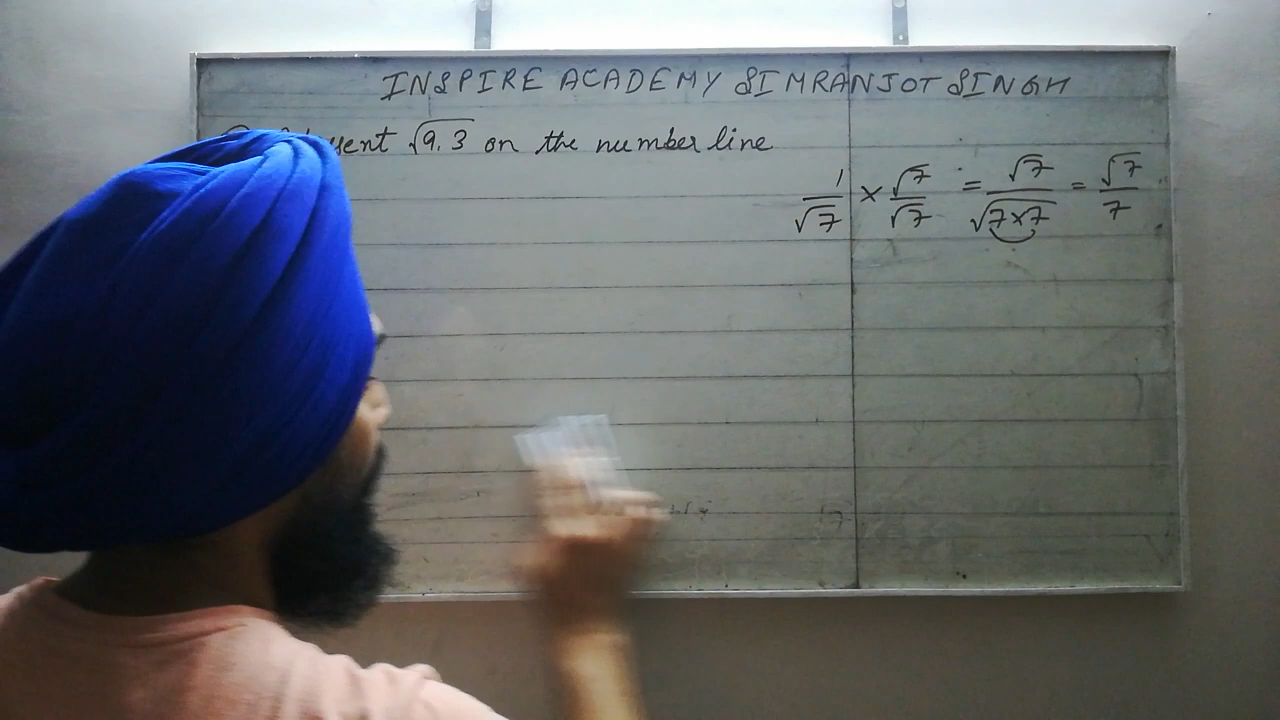 INSPIRE ACADEMY SIMRANJOT SINGH
√9.3 on the number line
1/√7 × √7/√7 = √7/√(7×7) = √7/7